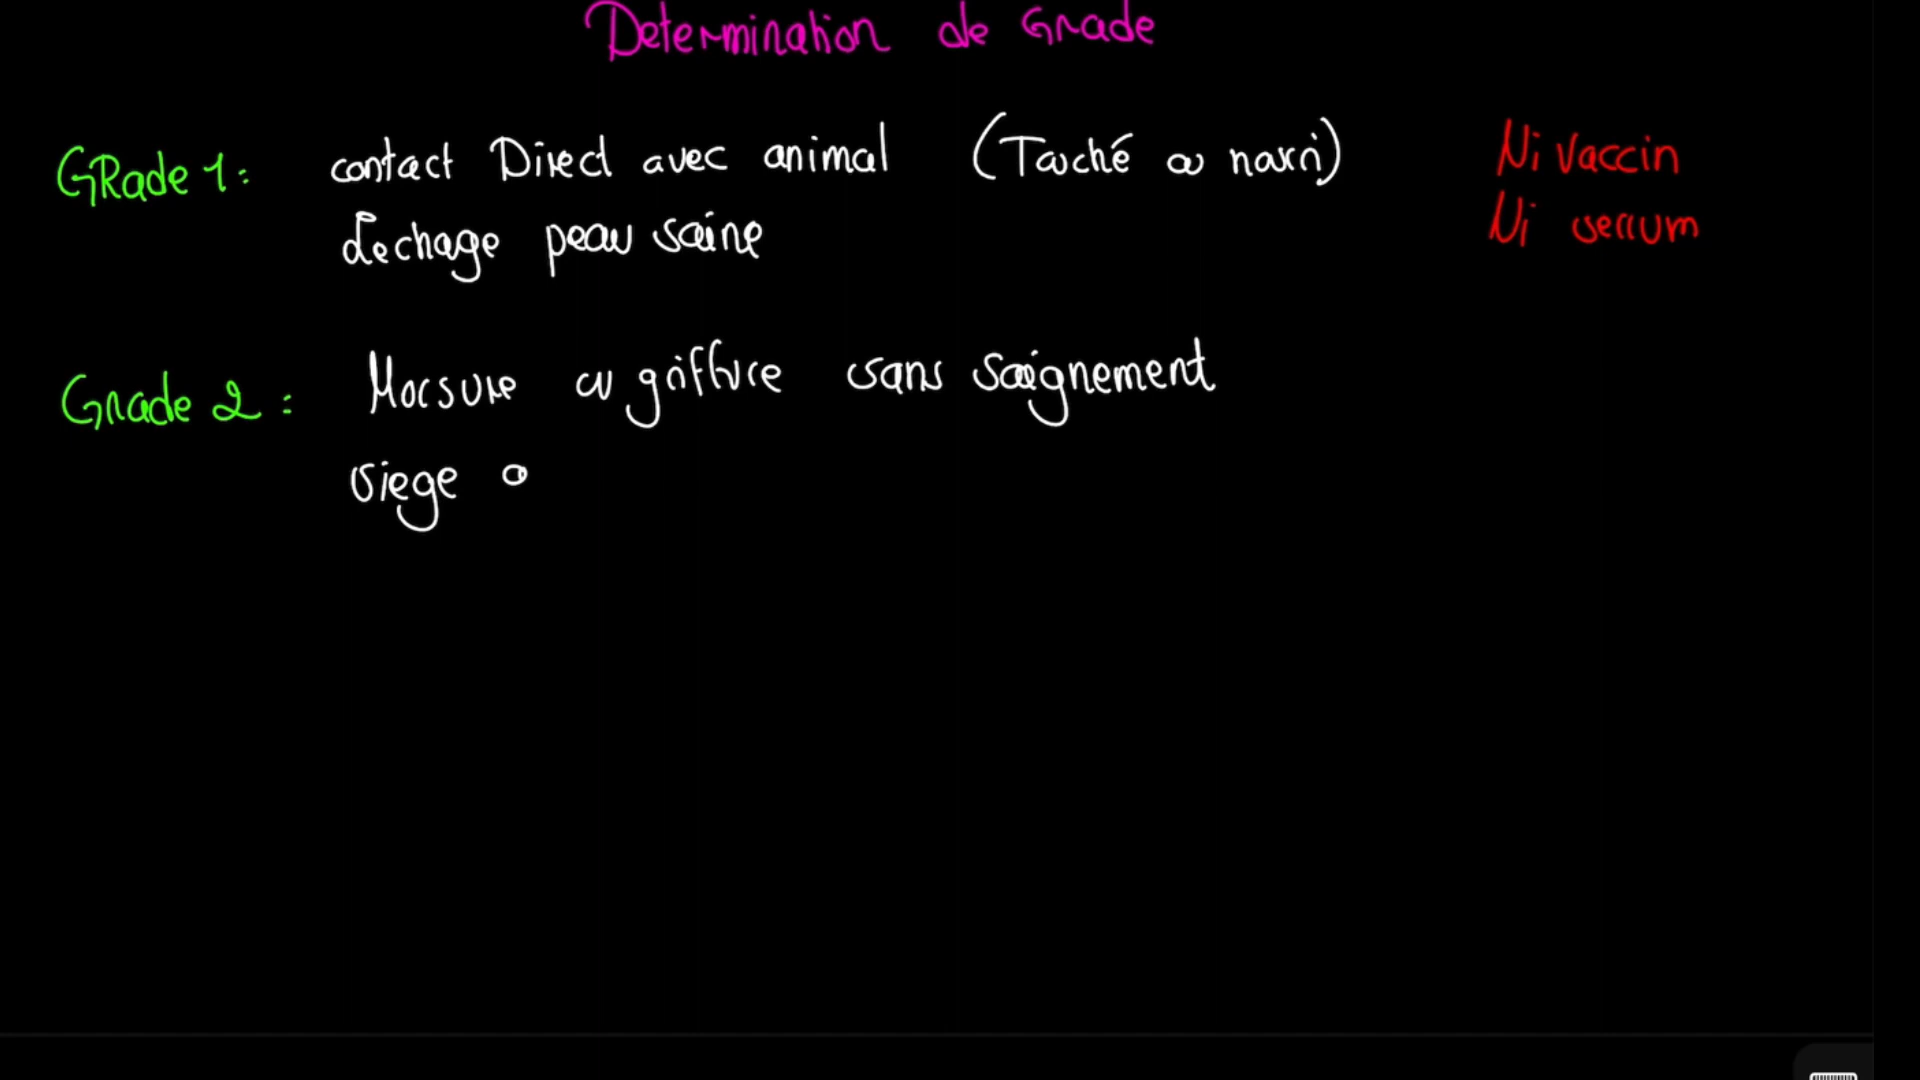 Determination de Grade
GRade 1: contact Direct avec animal (Touché ou nourri) Ni vaccin
Lechage peau saine Ni serrum
Grade 2: Morsure ou griffure sans saignement
siege o